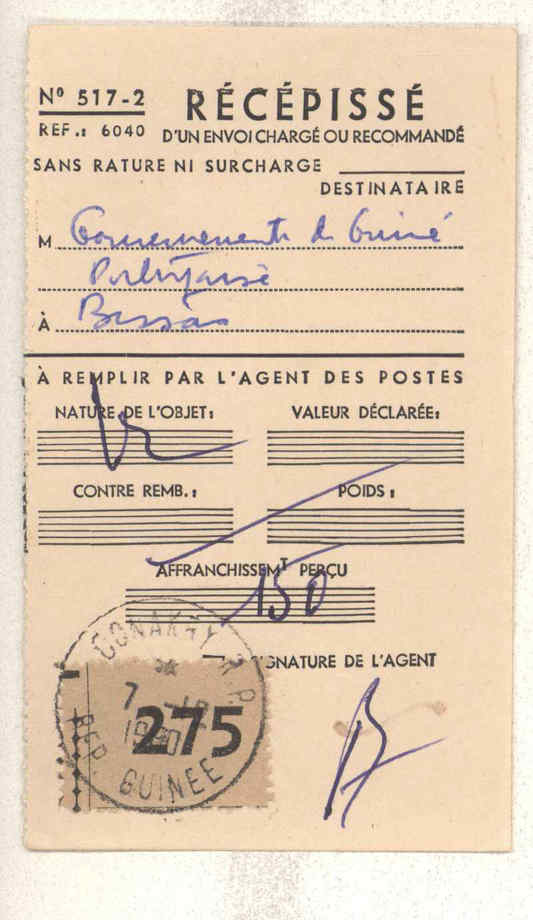 Nº 517-2
RÉCÉPISSÉ
REF.: 6040
D'UN ENVOI CHARGÉ OU RECOMMANDÉ
SANS RATURE NI SURCHARGE
DESTINATAIRE
M
de Guiné
À Bissao
À REMPLIR PAR L'AGENT DES POSTES
NATURE DE L'OBJET:
VALEUR DÉCLARÉE:
CONTRE REMB.:
POIDS:
AFFRANCHISSEMT PERÇU
150
SIGNATURE DE L'AGENT
CONAKRY R.P.
7
275
REP. GUINEE